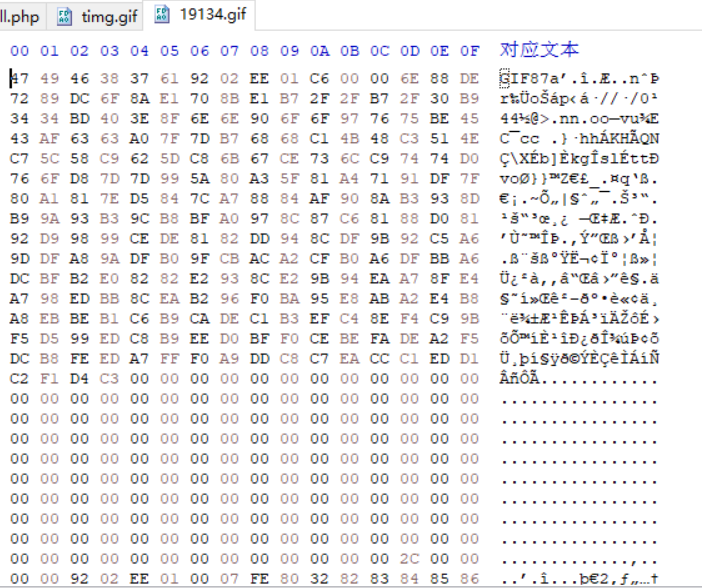 ll.php timg.gif 19134.gif
00 01 02 03 04 05 06 07 08 09 0A 0B 0C 0D 0E 0F 对应文本
47 49 46 38 37 61 92 02 EE 01 C6 00 00 6E 88 DE GIF87a’.î.Æ..nˆÞ
72 89 DC 6F 8A E1 70 8B E1 B7 2F 2F B7 2F 30 B9 r‰ÜoŠáp‹á·//·/0¹
34 34 BD 40 3E 8F 6E 6E 90 6F 6F 97 76 75 BE 45 44½@>.nn.oo—vu¾E
43 AF 63 63 A0 7F 7D B7 68 68 C1 4B 48 C3 51 4E C¯cc .}·hhÁKHÃQN
C7 5C 58 C9 62 5D C8 6B 67 CE 73 6C C9 74 74 D0 Ç\XÉb]ÈkgÎslÉttÐ
76 6F D8 7D 7D 99 5A 80 A3 5F 81 A4 71 91 DF 7F voØ}}™Z€£_.¤q‘ß.
80 A1 81 7E D5 84 7C A7 88 84 AF 90 8A B3 93 8D €¡.~Õ„|§ˆ„¯.Š³“.
B9 9A 93 B3 9C B8 BF A0 97 8C 87 C6 81 88 D0 81 ¹š“³œ¸¿ —Œ‡Æ.ˆÐ.
92 D9 98 99 CE DE 81 82 DD 94 8C DF 9B 92 C5 A6 ’Ù˜™ÎÞ.‚Ý”Œß›’Å¦
9D DF A8 9A DF B0 9F CB AC A2 CF B0 A6 DF BB A6 .ß¨šß°ŸË¬¢Ï°¦ß»¦
DC BF B2 E0 82 82 E2 93 8C E2 9B 94 EA A7 8F E4 Ü¿²à‚‚â“Œâ›”ê§.ä
A7 98 ED BB 8C EA B2 96 F0 BA 95 E8 AB A2 E4 B8 §˜í»Œê²–ðº•è«¢ä¸
A8 EB BE B1 C6 B9 CA DE C1 B3 EF C4 8E F4 C9 9B ¨ë¾±Æ¹ÊÞÁ³ïÄŽôÉ›
F5 D5 99 ED C8 B9 EE D0 BF F0 CE BE FA DE A2 F5 õÕ™íÈ¹îÐ¿ðÎ¾úÞ¢õ
DC B8 FE ED A7 FF F0 A9 DD C8 C7 EA CC C1 ED D1 Ü¸þí§ÿð©ÝÈÇêÌÁíÑ
C2 F1 D4 C3 00 00 00 00 00 00 00 00 00 00 00 00 ÂñÔÃ............
00 00 00 00 00 00 00 00 00 00 00 00 00 00 00 00 ................
00 00 00 00 00 00 00 00 00 00 00 00 00 00 00 00 ................
00 00 00 00 00 00 00 00 00 00 00 00 00 00 00 00 ................
00 00 00 00 00 00 00 00 00 00 00 00 00 00 00 00 ................
00 00 00 00 00 00 00 00 00 00 00 00 00 00 00 00 ................
00 00 00 00 00 00 00 00 00 00 00 00 00 00 00 00 ................
00 00 00 00 00 00 00 00 00 00 00 00 00 00 00 00 ................
00 00 00 00 00 00 00 00 00 00 00 00 00 00 00 00 ................
00 00 00 00 00 00 00 00 00 00 00 00 00 2C 00 00 .............,..
00 00 92 02 EE 01 00 07 FE 80 32 82 83 84 85 86 ..’.î...þ€2‚ƒ„…†